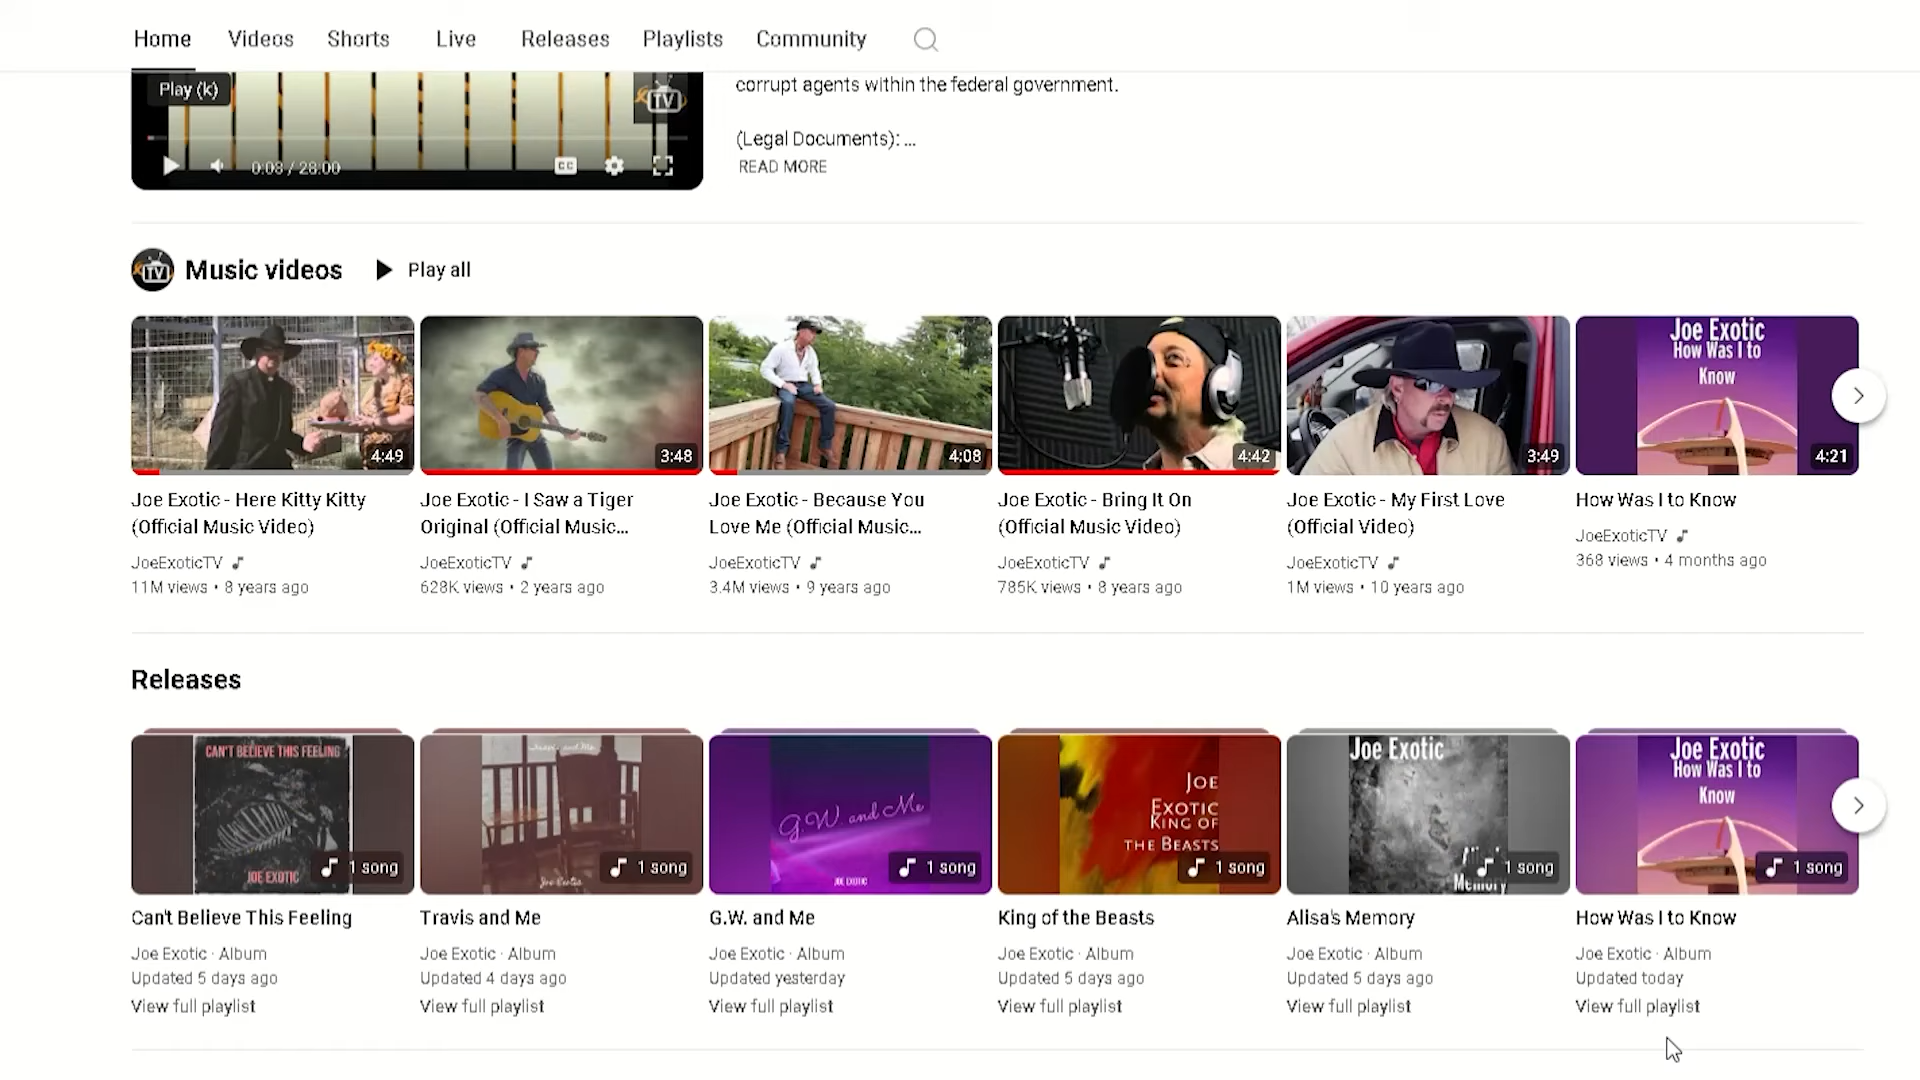 Home Videos Shorts Live Releases Playlists Community
Play (k)
TV
0:03 / 28:00
CC
corrupt agents within the federal government.
(Legal Documents): ...
READ MORE
TV
Music videos
Play all
4:49
3:48
4:08
4:42
3:49
Joe Exotic
How Was I to
Know
4:21
Joe Exotic - Here Kitty Kitty
(Official Music Video)
JoeExoticTV
11M views • 8 years ago
Joe Exotic - I Saw a Tiger
Original (Official Music...
JoeExoticTV
628K views • 2 years ago
Joe Exotic - Because You
Love Me (Official Music...
JoeExoticTV
3.4M views • 9 years ago
Joe Exotic - Bring It On
(Official Music Video)
JoeExoticTV
785K views • 8 years ago
Joe Exotic - My First Love
(Official Video)
JoeExoticTV
1M views • 10 years ago
How Was I to Know
JoeExoticTV
368 views • 4 months ago
Releases
CAN'T BELIEVE THIS FEELING
JOE EXOTIC
1 song
Travis and Me
Joe Exotic
1 song
G.W. and Me
JOE EXOTIC
1 song
JOE
EXOTIC
KING OF
THE BEASTS
1 song
Joe Exotic
Memory
1 song
Joe Exotic
How Was I to
Know
1 song
Can't Believe This Feeling
Joe Exotic · Album
Updated 5 days ago
View full playlist
Travis and Me
Joe Exotic · Album
Updated 4 days ago
View full playlist
G.W. and Me
Joe Exotic · Album
Updated yesterday
View full playlist
King of the Beasts
Joe Exotic · Album
Updated 5 days ago
View full playlist
Alisa's Memory
Joe Exotic · Album
Updated 5 days ago
View full playlist
How Was I to Know
Joe Exotic · Album
Updated today
View full playlist